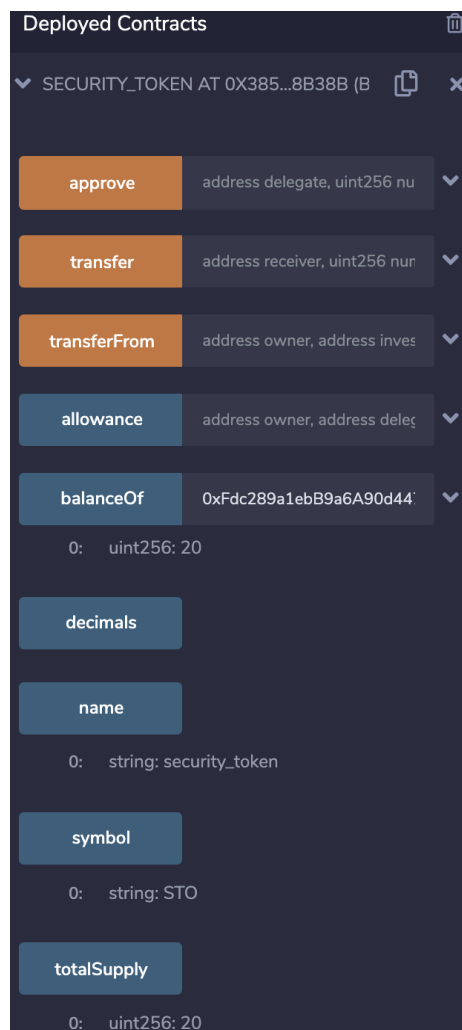 Deployed Contracts
SECURITY_TOKEN AT 0X385...8B38B (B
approve address delegate, uint256 nu
transfer address receiver, uint256 nur
transferFrom address owner, address inves
allowance address owner, address deleg
balanceOf 0xFdc289a1ebB9a6A90d447
0: uint256: 20
decimals
name
0: string: security_token
symbol
0: string: STO
totalSupply
0: uint256: 20